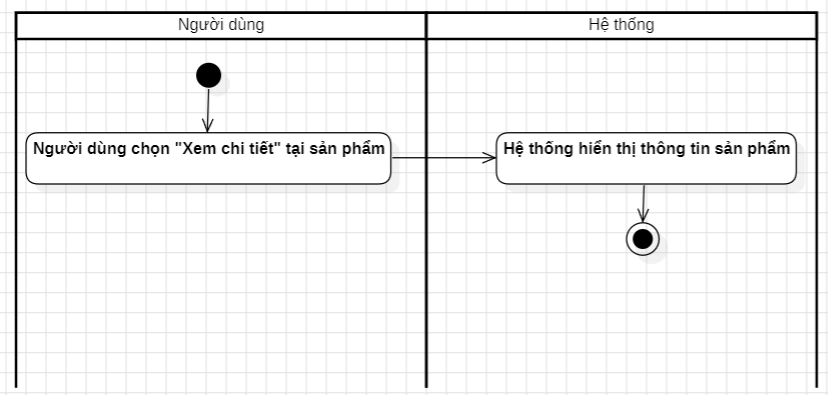 Người dùng
Hệ thống
Người dùng chọn "Xem chi tiết" tại sản phẩm
Hệ thống hiển thị thông tin sản phẩm